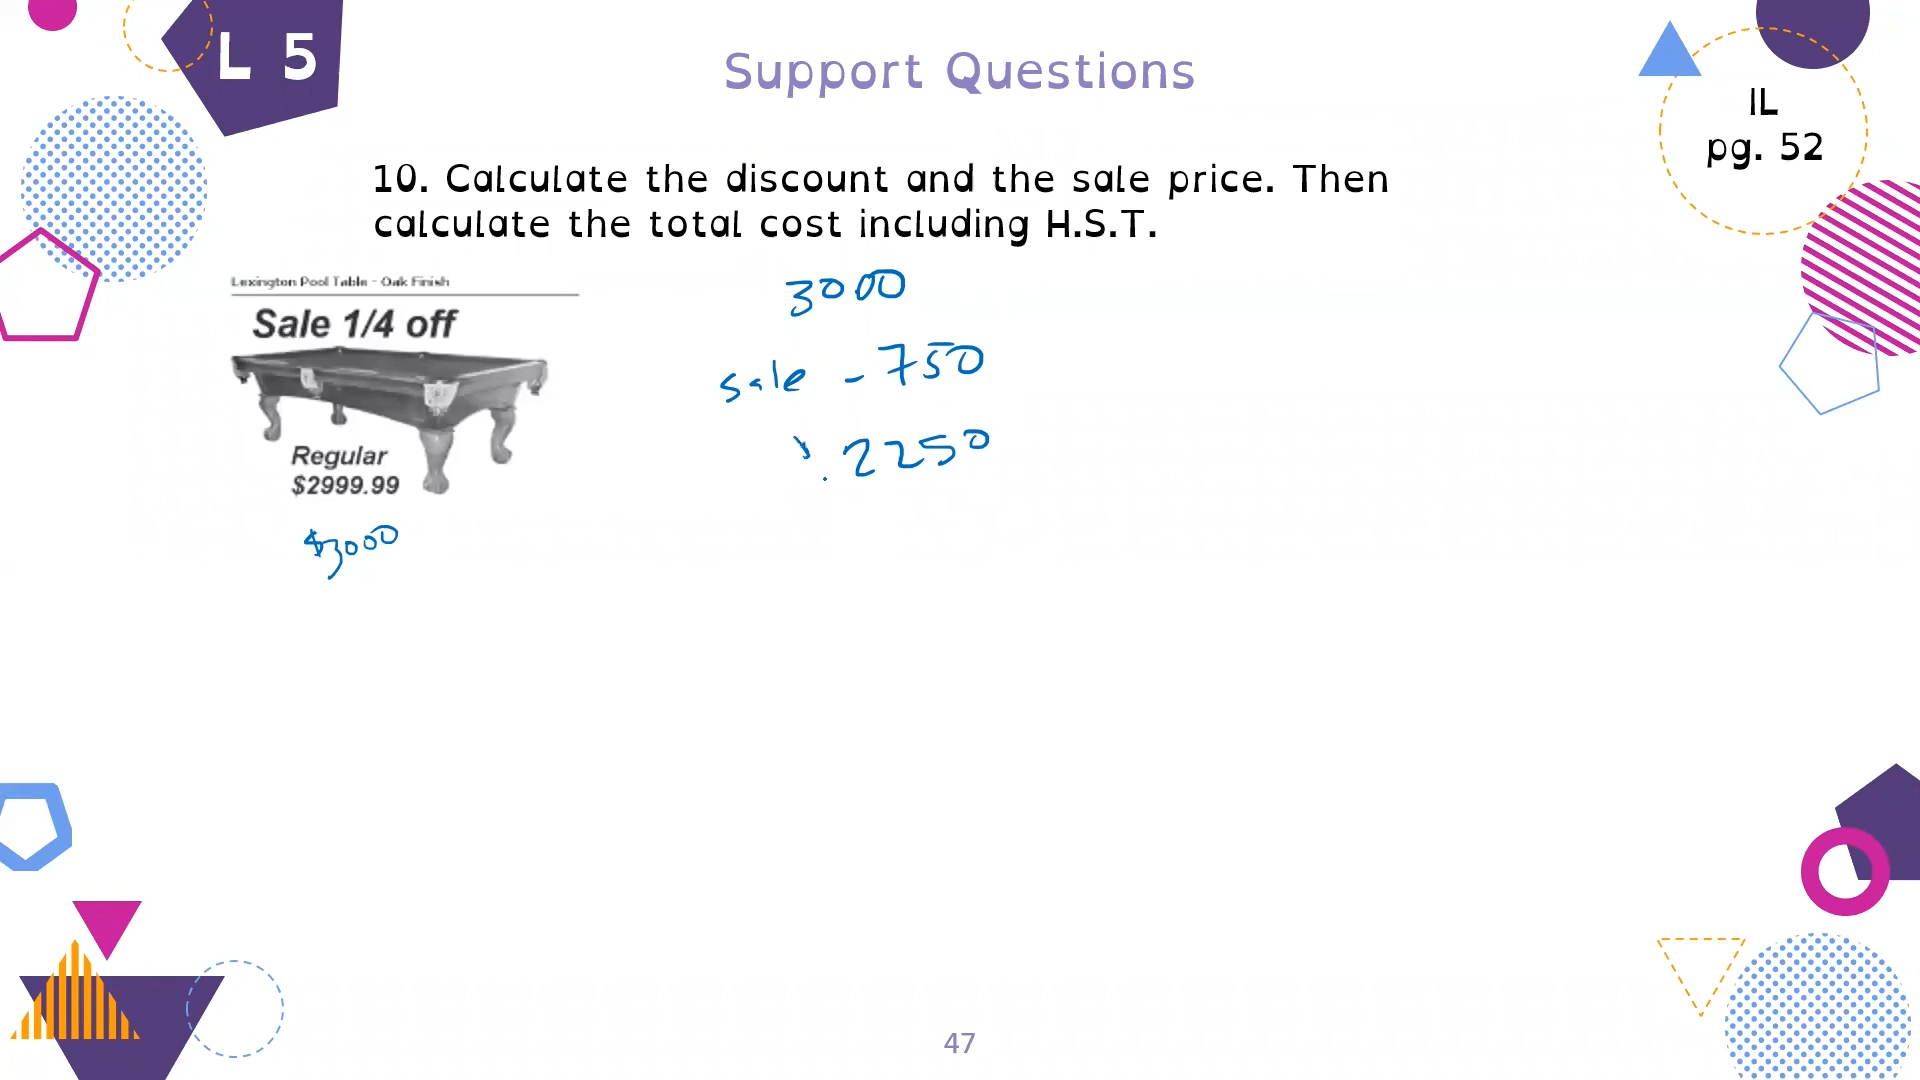 L 5
Support Questions
IL
pg. 52
10. Calculate the discount and the sale price. Then
calculate the total cost including H.S.T.
Lexington Pool Table - Oak Finish
Sale 1/4 off
Regular
$2999.99
$3000
3000
sale - 750
2250
47